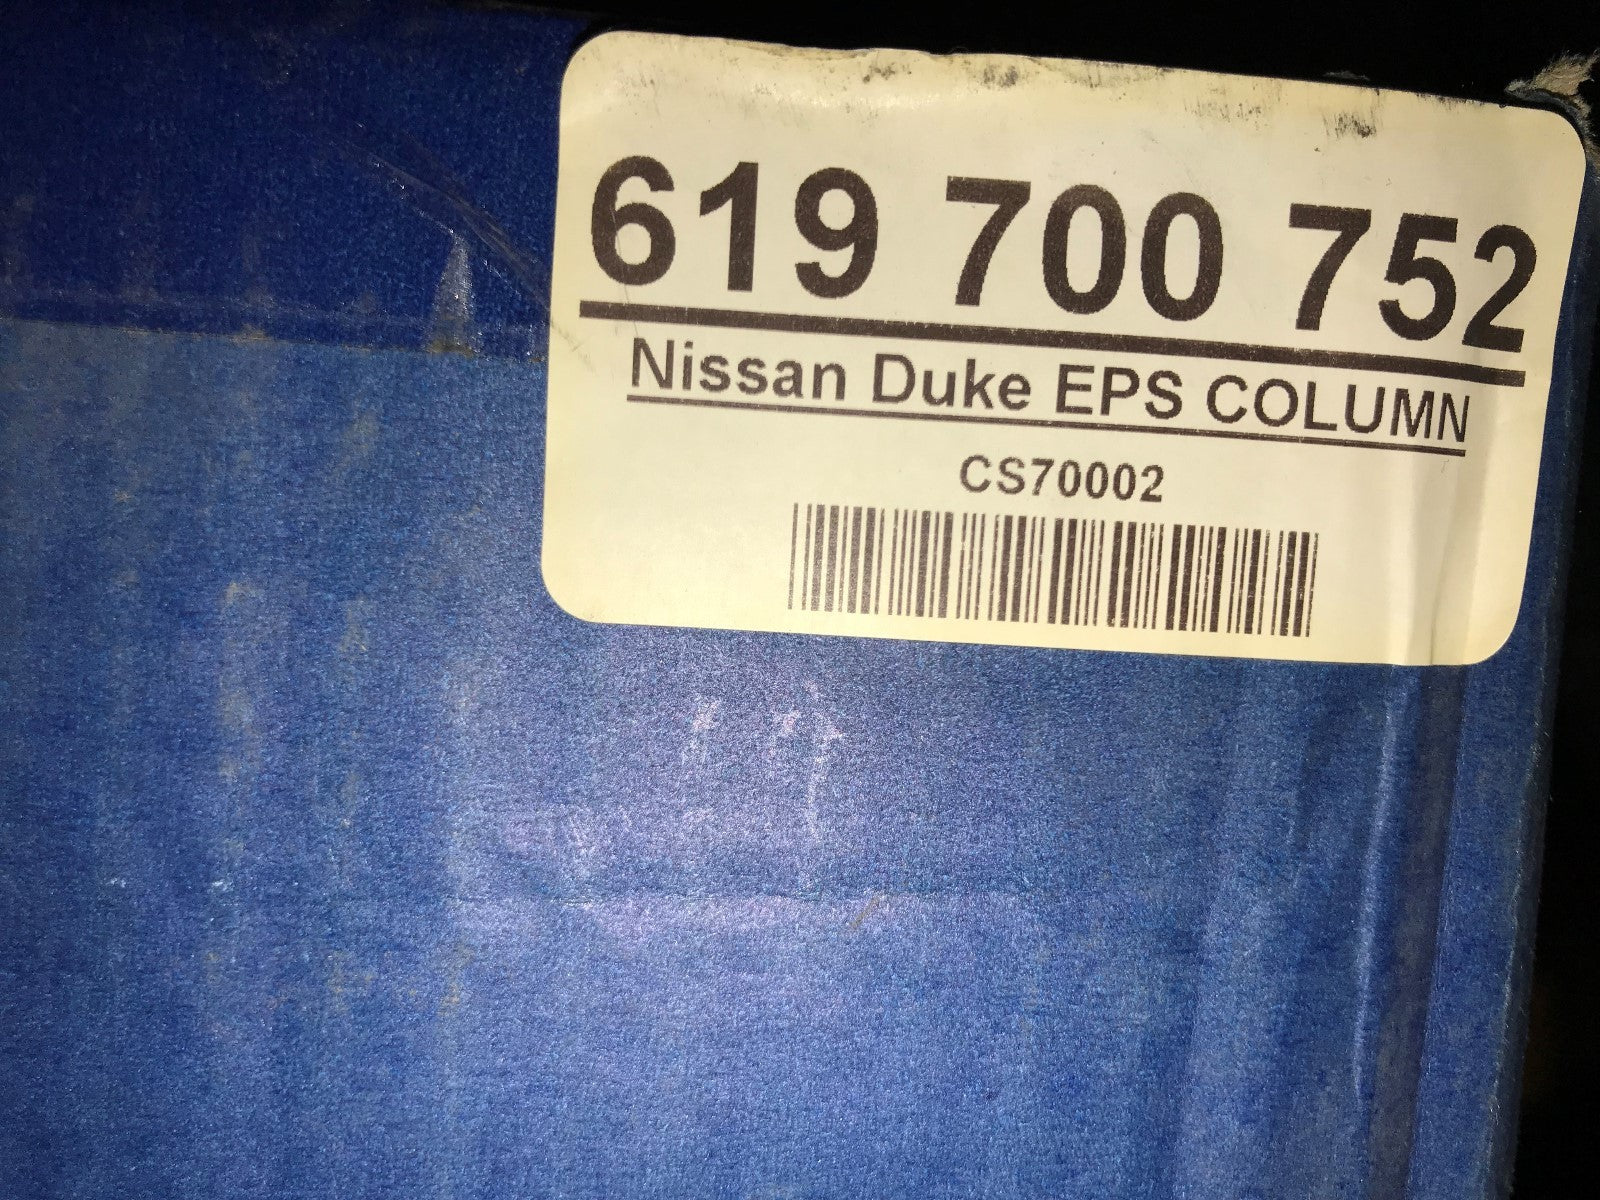 619 700 752
Nissan Duke EPS COLUMN
CS70002